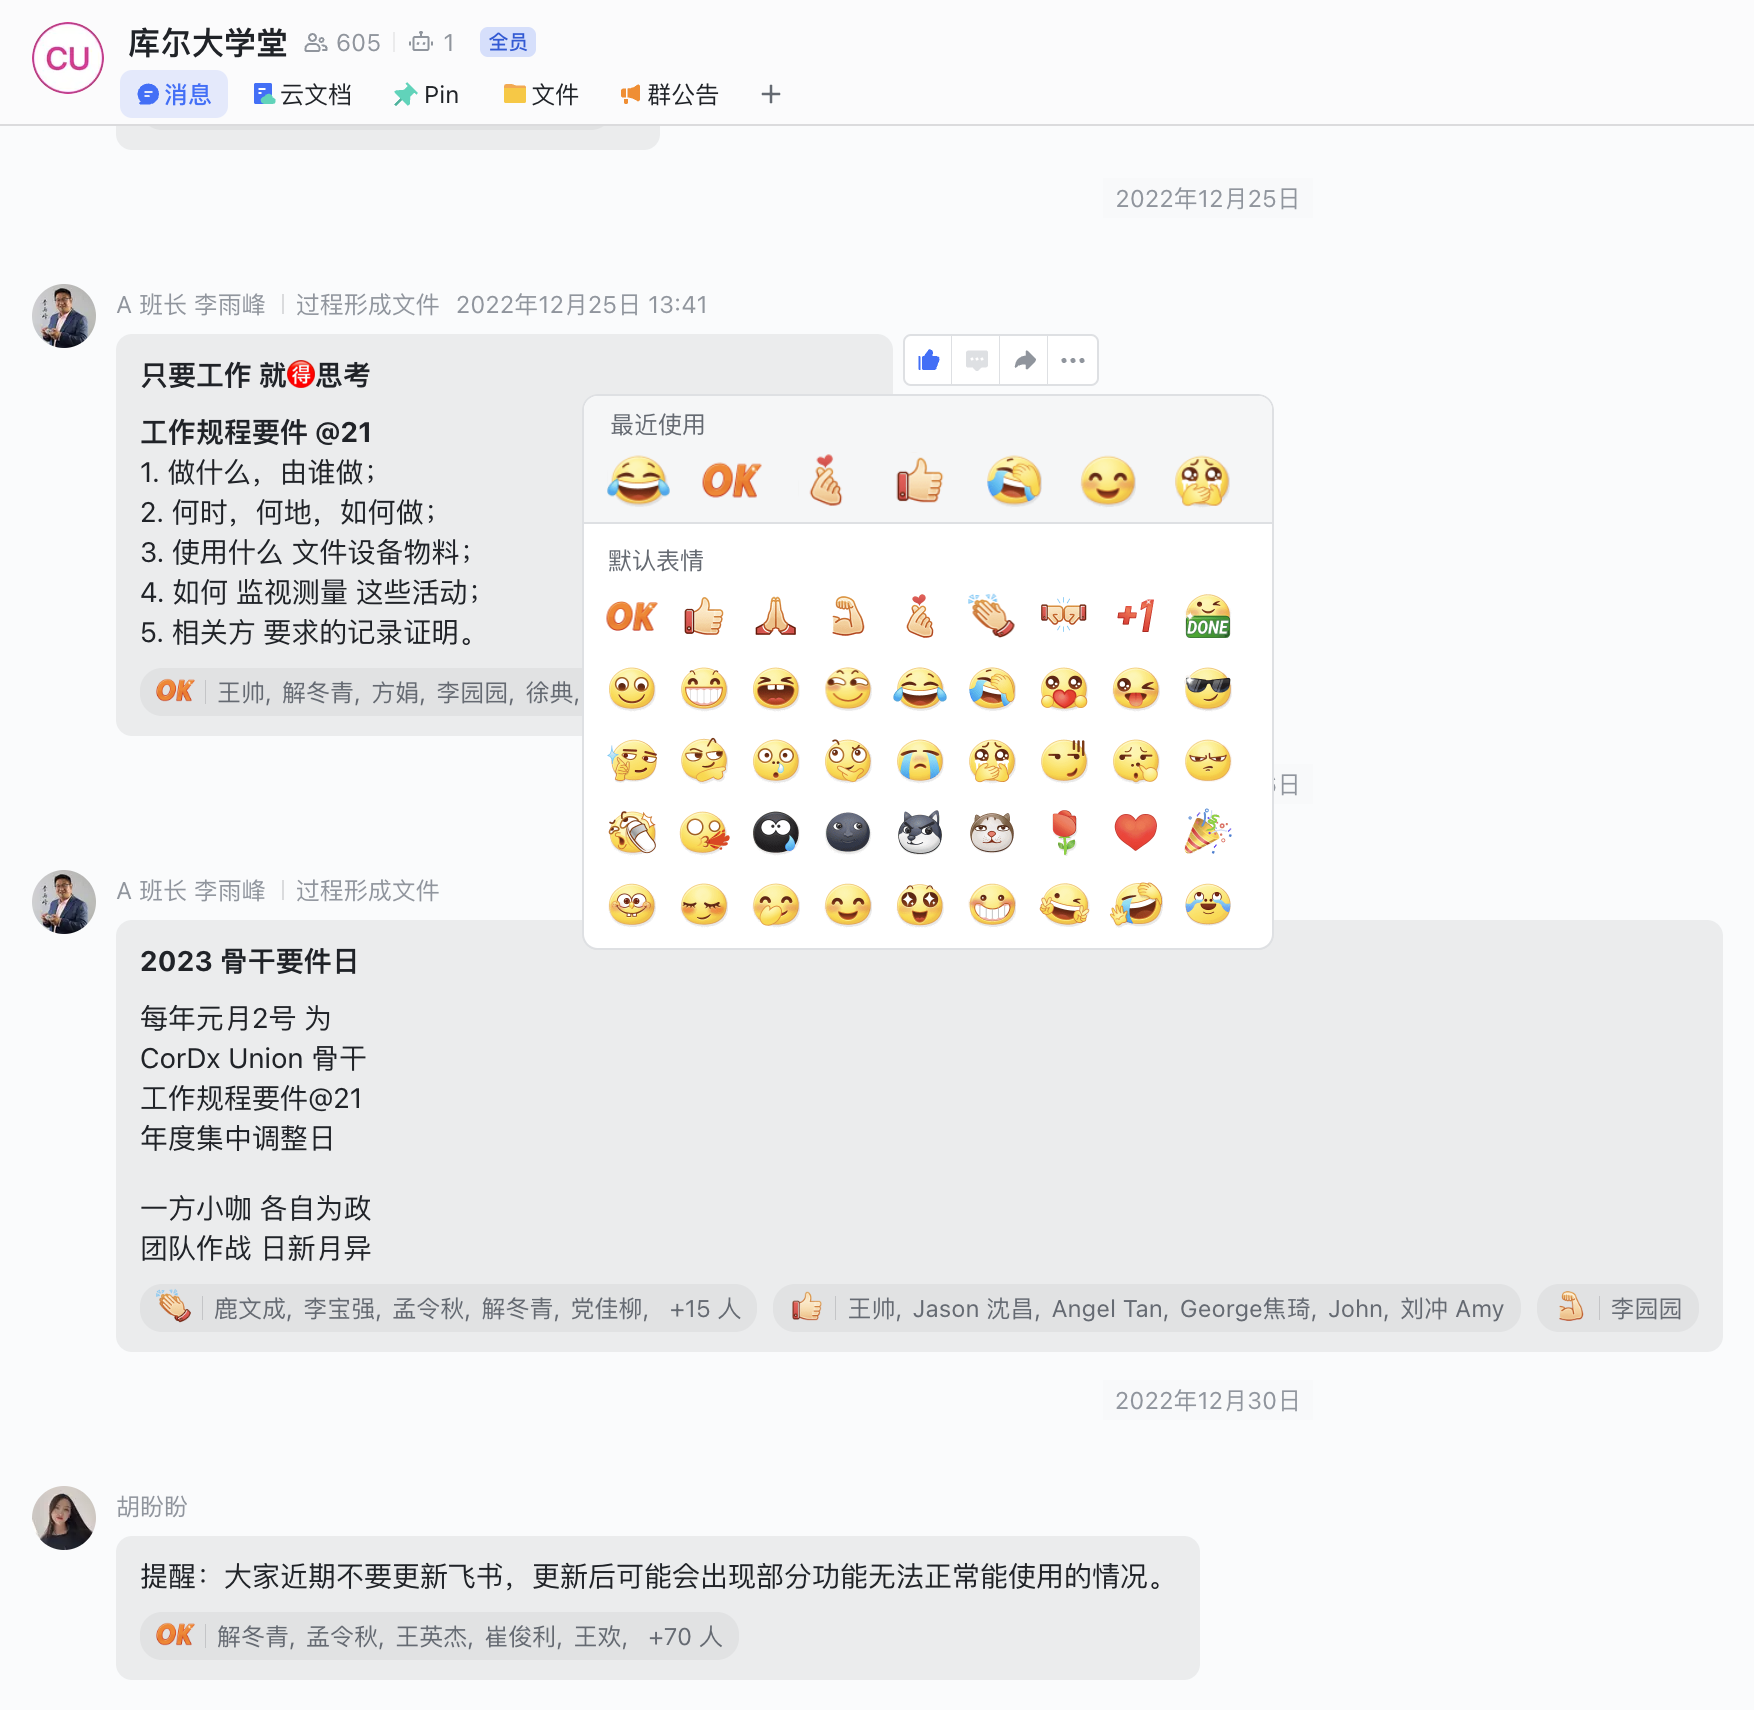 CU
库尔大学堂 605 1 全员
消息 云文档 Pin 文件 群公告
2022年12月25日
A 班长 李雨峰 过程形成文件 2022年12月25日 13:41
只要工作 就得思考
工作规程要件 @21
1. 做什么，由谁做；
2. 何时，何地，如何做；
3. 使用什么 文件设备物料；
4. 如何 监视测量 这些活动；
5. 相关方 要求的记录证明。
OK 王帅, 解冬青, 方娟, 李园园, 徐典,
最近使用
OK
默认表情
OK +1 DONE
日
A 班长 李雨峰 过程形成文件
2023 骨干要件日
每年元月2号 为
CorDx Union 骨干
工作规程要件@21
年度集中调整日
一方小咖 各自为政
团队作战 日新月异
鹿文成, 李宝强, 孟令秋, 解冬青, 党佳柳, +15 人 王帅, Jason 沈昌, Angel Tan, George焦琦, John, 刘冲 Amy 李园园
2022年12月30日
胡盼盼
提醒：大家近期不要更新飞书，更新后可能会出现部分功能无法正常能使用的情况。
OK 解冬青, 孟令秋, 王英杰, 崔俊利, 王欢, +70 人